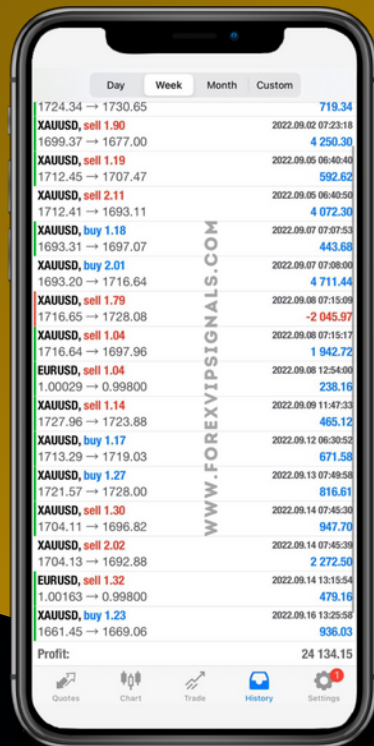 Day Week Month Custom
1724.34 → 1730.65 719.34
XAUUSD, sell 1.90 2022.09.02 07:23:18
1699.37 → 1677.00 4 250.30
XAUUSD, sell 1.19 2022.09.05 06:40:40
1712.45 → 1707.47 592.62
XAUUSD, sell 2.11 2022.09.05 06:40:50
1712.41 → 1693.11 4 072.30
XAUUSD, buy 1.18 2022.09.07 07:07:53
1693.31 → 1697.07 443.68
XAUUSD, buy 2.01 2022.09.07 07:08:00
1693.20 → 1716.64 4 711.44
XAUUSD, sell 1.79 2022.09.08 07:15:09
1716.65 → 1728.08 -2 045.97
XAUUSD, sell 1.04 2022.09.08 07:15:17
1716.64 → 1697.96 1 942.72
EURUSD, sell 1.04 2022.09.08 12:54:00
1.00029 → 0.99800 238.16
XAUUSD, sell 1.14 2022.09.09 11:47:33
1727.96 → 1723.88 465.12
XAUUSD, buy 1.17 2022.09.12 06:30:52
1713.29 → 1719.03 671.58
XAUUSD, buy 1.27 2022.09.13 07:49:58
1721.57 → 1728.00 816.61
XAUUSD, sell 1.30 2022.09.14 07:45:30
1704.11 → 1696.82 947.70
XAUUSD, sell 2.02 2022.09.14 07:45:39
1704.13 → 1692.88 2 272.50
EURUSD, sell 1.32 2022.09.14 13:15:54
1.00163 → 0.99800 479.16
XAUUSD, buy 1.23 2022.09.16 13:25:58
1661.45 → 1669.06 936.03
Profit: 24 134.15
Quotes Chart Trade History Settings
1
WWW.FOREXVIPSIGNALS.COM